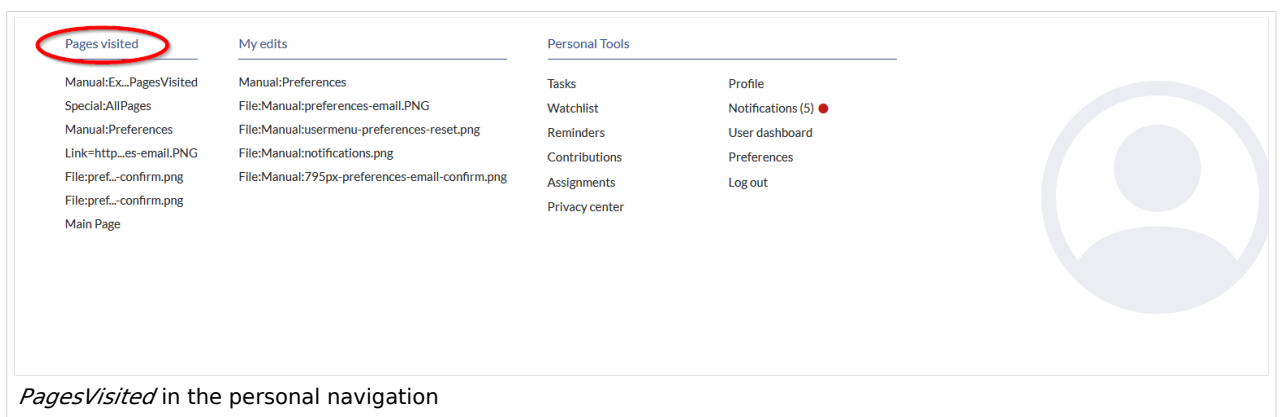 Pages visited
Manual:Ex...PagesVisited
Special:AllPages
Manual:Preferences
Link=http...es-email.PNG
File:pref...-confirm.png
File:pref...-confirm.png
Main Page
My edits
Manual:Preferences
File:Manual:preferences-email.PNG
File:Manual:usermenu-preferences-reset.png
File:Manual:notifications.png
File:Manual:795px-preferences-email-confirm.png
Personal Tools
Tasks
Watchlist
Reminders
Contributions
Assignments
Privacy center
Profile
Notifications (5)
User dashboard
Preferences
Log out
PagesVisited in the personal navigation